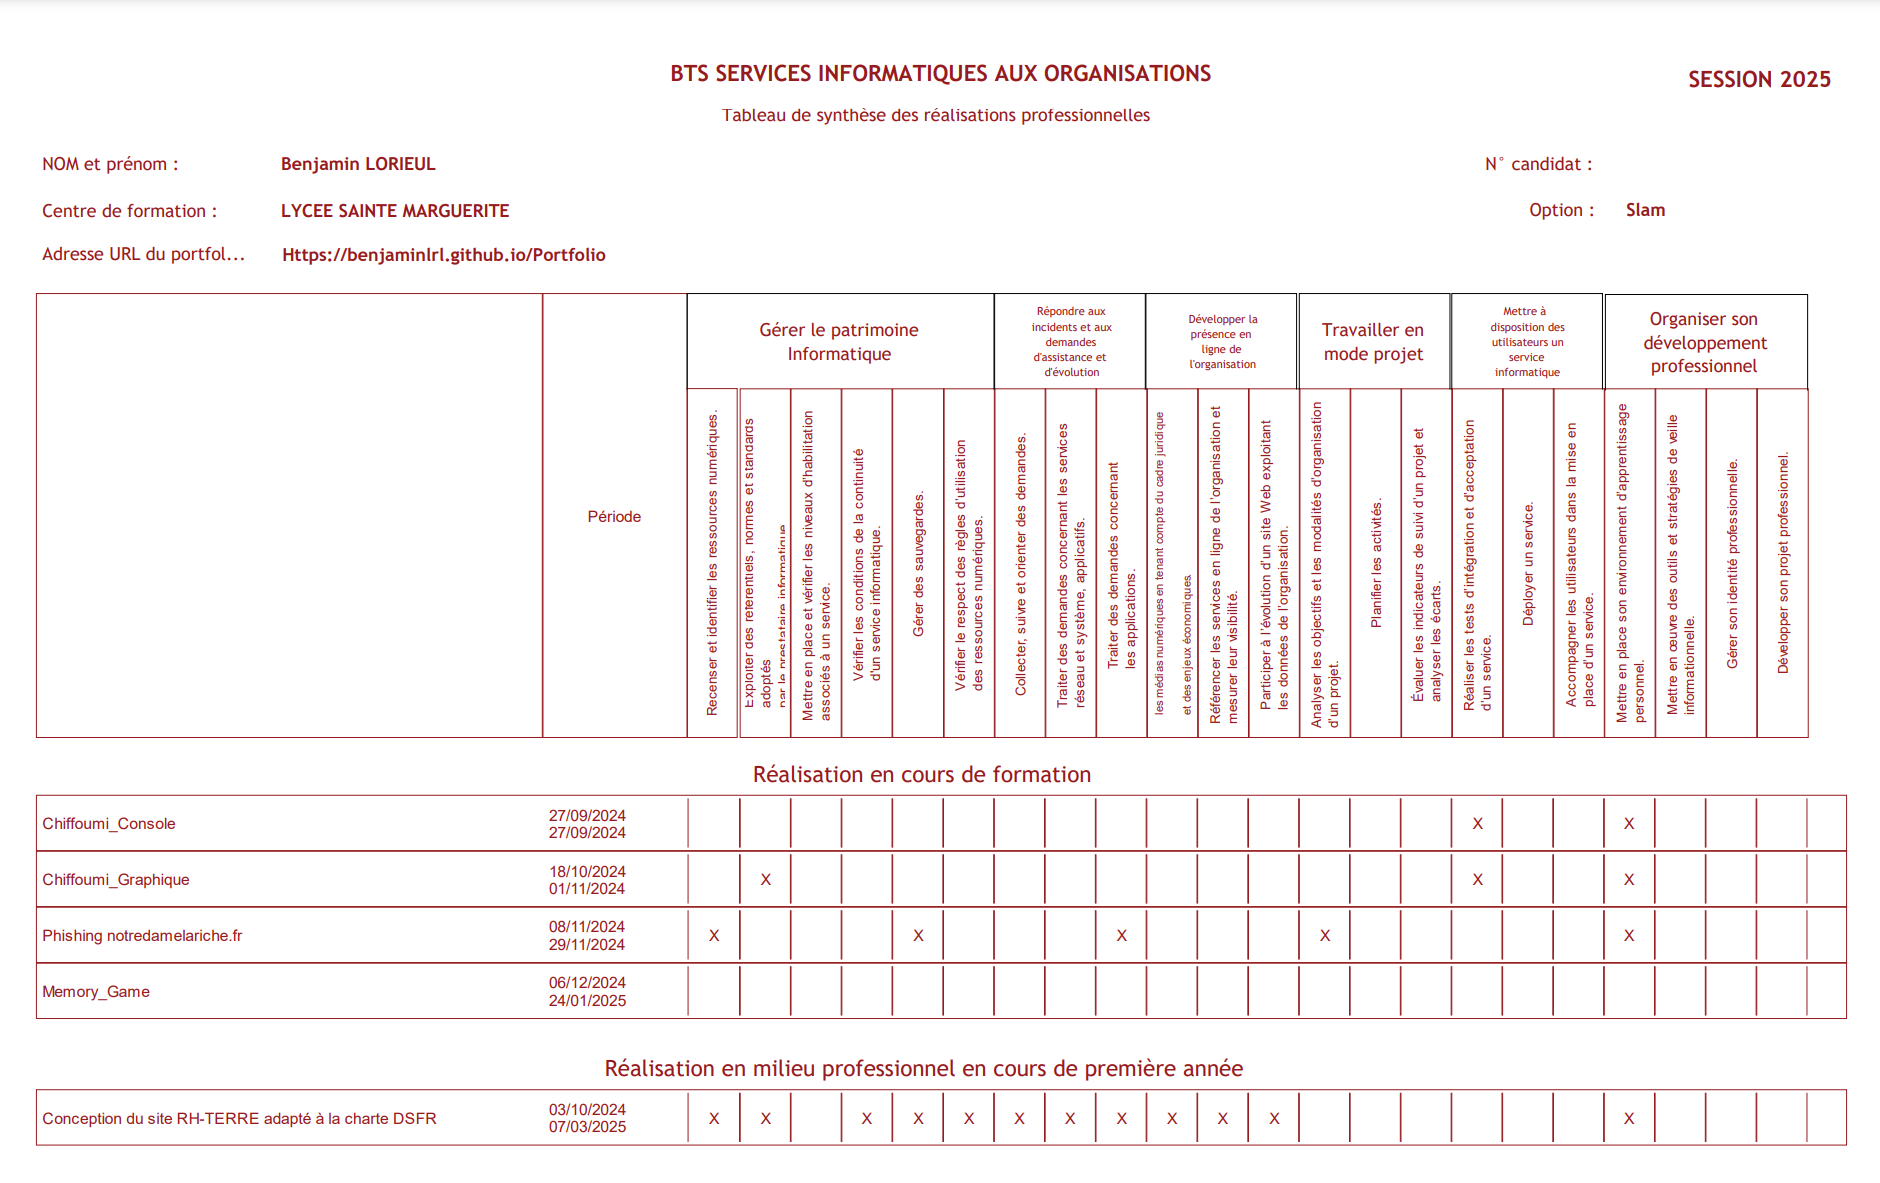 BTS SERVICES INFORMATIQUES AUX ORGANISATIONS
SESSION 2025
Tableau de synthèse des réalisations professionnelles
NOM et prénom : Benjamin LORIEUL
N° candidat :
Centre de formation : LYCEE SAINTE MARGUERITE
Option : Slam
Adresse URL du portfol... Https://benjaminlrl.github.io/Portfolio
Période
Gérer le patrimoine
Informatique
Répondre aux
incidents et aux
demandes
d'assistance et
d'évolution
Développer la
présence en
ligne de
l'organisation
Travailler en
mode projet
Mettre à
disposition des
utilisateurs un
service
informatique
Organiser son
développement
professionnel
Recenser et identifier les ressources numériques.
Exploiter des referentiels, normes et standards
adoptés
par le prestataire informatique
Mettre en place et vérifier les niveaux d'habilitation
associés à un service.
Vérifier les conditions de la continuité
d'un service informatique.
Gérer des sauvegardes.
Vérifier le respect des règles d'utilisation
des ressources numériques.
Collecter, suivre et orienter des demandes.
Traiter des demandes concernant les services
réseau et système, applicatifs.
Traiter des demandes concernant
les applications.
les médias numériques en tenant compte du cadre juridique
et des enjeux économiques.
Référencer les services en ligne de l'organisation et
mesurer leur visibilité.
Participer à l'évolution d'un site Web exploitant
les données de l'organisation.
Analyser les objectifs et les modalités d'organisation
d'un projet.
Planifier les activités.
Évaluer les indicateurs de suivi d'un projet et
analyser les écarts.
Réaliser les tests d'intégration et d'acceptation
d'un service.
Déployer un service.
Accompagner les utilisateurs dans la mise en
place d'un service.
Mettre en place son environnement d'apprentissage
personnel.
Mettre en œuvre des outils et stratégies de veille
informationnelle.
Gérer son identité professionnelle.
Développer son projet professionnel.
Réalisation en cours de formation
Chiffoumi_Console
27/09/2024
27/09/2024
X X
Chiffoumi_Graphique
18/10/2024
01/11/2024
X X X
Phishing notredamelariche.fr
08/11/2024
29/11/2024
X X X X X
Memory_Game
06/12/2024
24/01/2025
Réalisation en milieu professionnel en cours de première année
Conception du site RH-TERRE adapté à la charte DSFR
03/10/2024
07/03/2025
X X X X X X X X X X X X